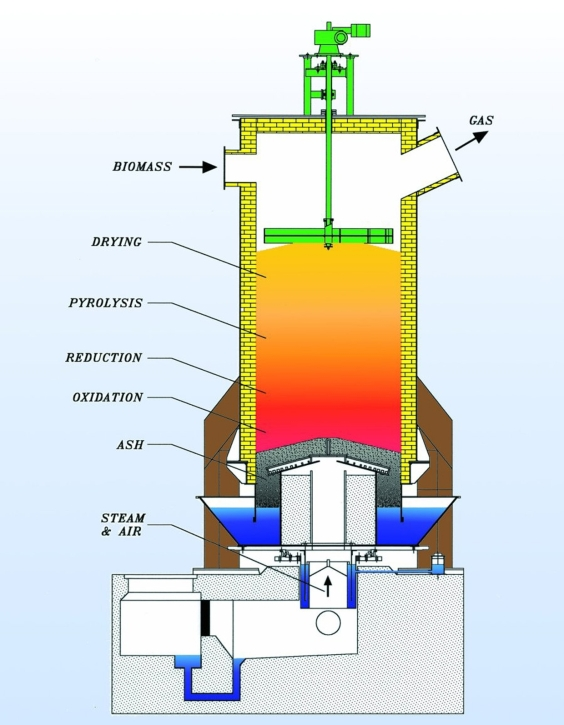 GAS
BIOMASS
DRYING
PYROLYSIS
REDUCTION
OXIDATION
ASH
STEAM
& AIR